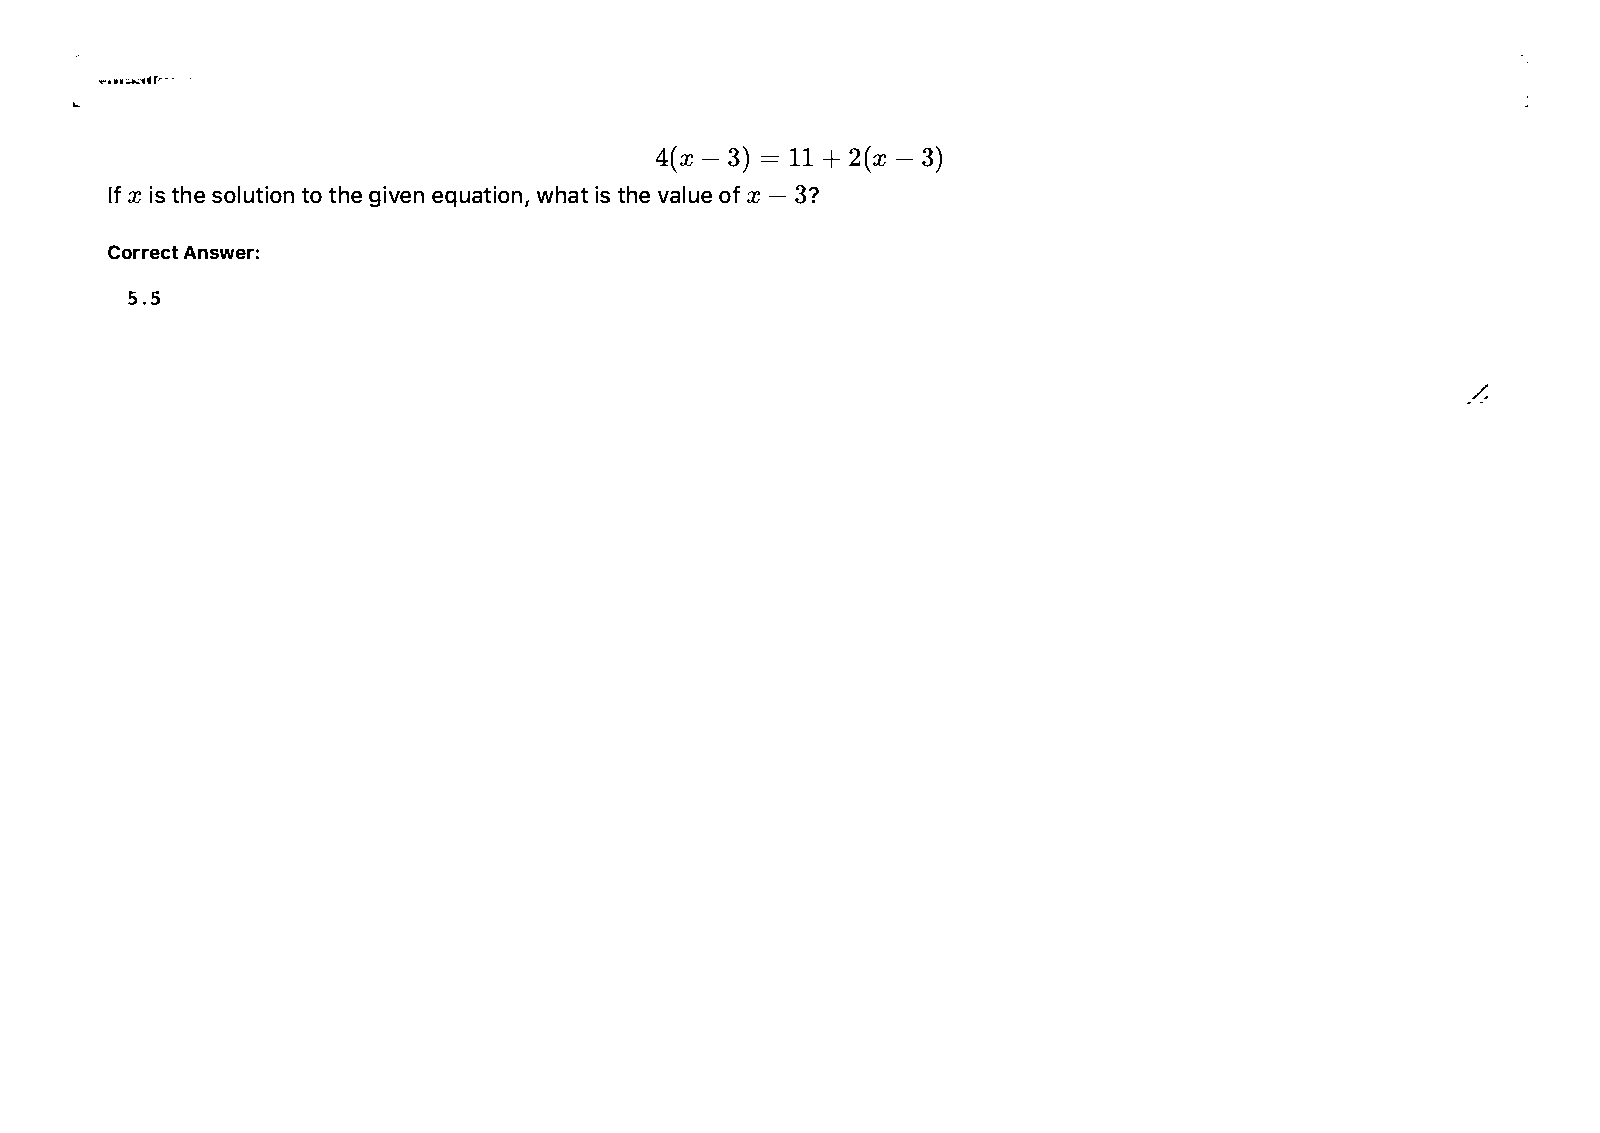 4(x − 3) = 11 + 2(x − 3)
If x is the solution to the given equation, what is the value of x − 3?
Correct Answer:
5.5